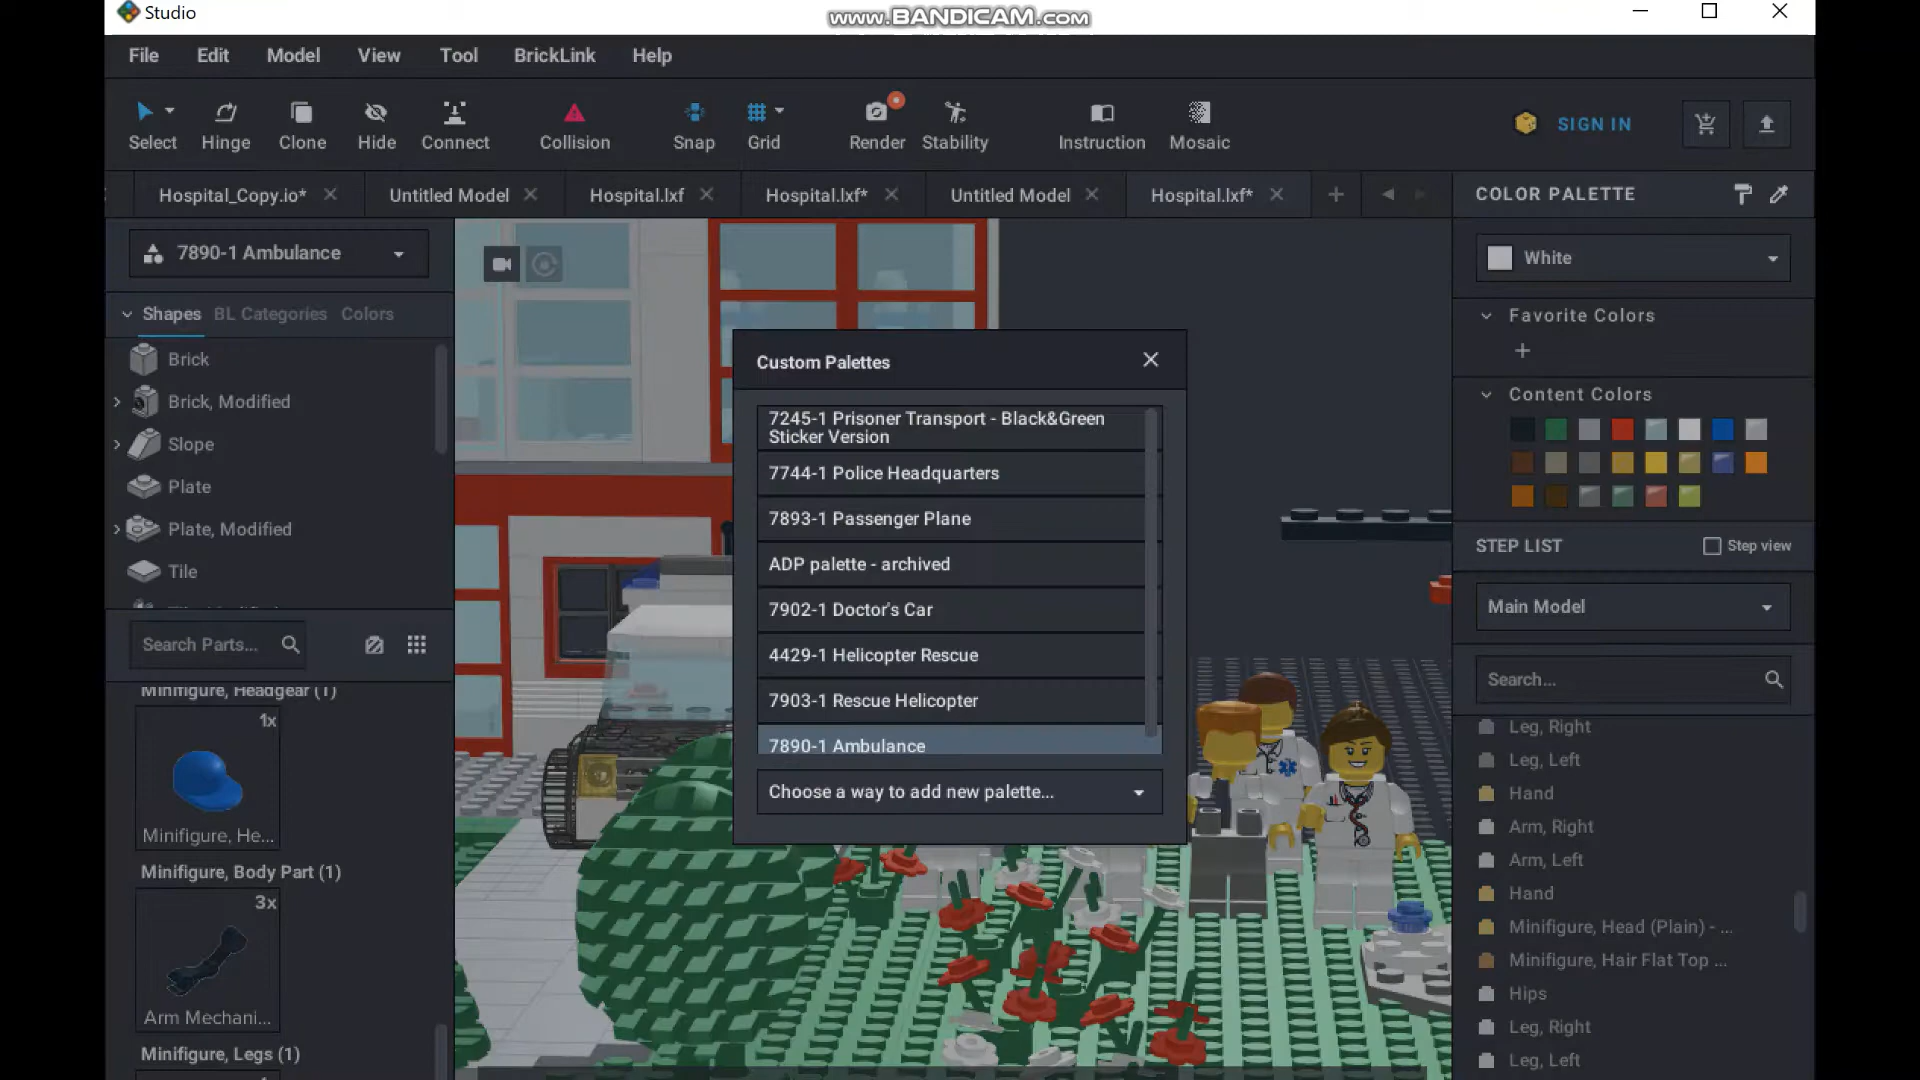 Studio
www.BANDICAM.com
File Edit Model View Tool BrickLink Help
Select Hinge Clone Hide Connect Collision Snap Grid Render Stability Instruction Mosaic SIGN IN
Hospital_Copy.io* Untitled Model Hospital.lxf Hospital.lxf* Untitled Model Hospital.lxf*
7890-1 Ambulance
Shapes BL Categories Colors
Brick
Brick, Modified
Slope
Plate
Plate, Modified
Tile
Search Parts...
Minifigure, Headgear (1)
1x
Minifigure, He...
Minifigure, Body Part (1)
3x
Arm Mechani...
Minifigure, Legs (1)
Custom Palettes
7245-1 Prisoner Transport - Black&Green
Sticker Version
7744-1 Police Headquarters
7893-1 Passenger Plane
ADP palette - archived
7902-1 Doctor's Car
4429-1 Helicopter Rescue
7903-1 Rescue Helicopter
7890-1 Ambulance
Choose a way to add new palette...
COLOR PALETTE
White
Favorite Colors
Content Colors
STEP LIST Step view
Main Model
Search...
Leg, Right
Leg, Left
Hand
Arm, Right
Arm, Left
Hand
Minifigure, Head (Plain) - ...
Minifigure, Hair Flat Top ...
Hips
Leg, Right
Leg, Left